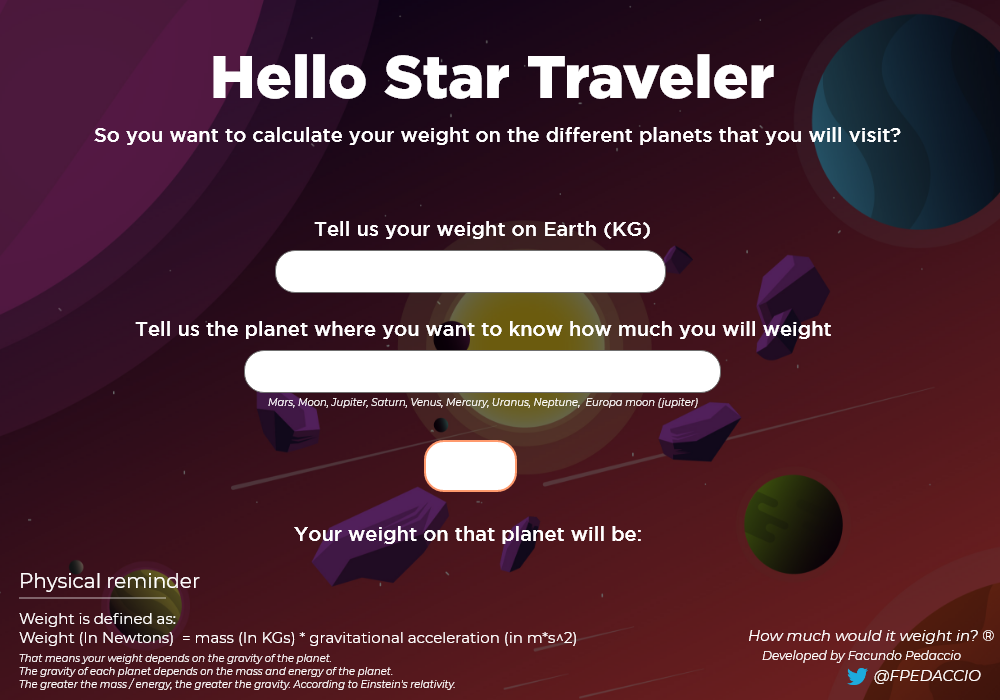 Hello Star Traveler
So you want to calculate your weight on the different planets that you will visit?
Tell us your weight on Earth (KG)
Tell us the planet where you want to know how much you will weight
Mars, Moon, Jupiter, Saturn, Venus, Mercury, Uranus, Neptune, Europa moon (jupiter)
Your weight on that planet will be:
Physical reminder
Weight is defined as:
Weight (In Newtons) = mass (In KGs) * gravitational acceleration (in m*s^2)
That means your weight depends on the gravity of the planet.
The gravity of each planet depends on the mass and energy of the planet.
The greater the mass / energy, the greater the gravity. According to Einstein's relativity.
How much would it weight in? ®
Developed by Facundo Pedaccio
@FPEDACCIO